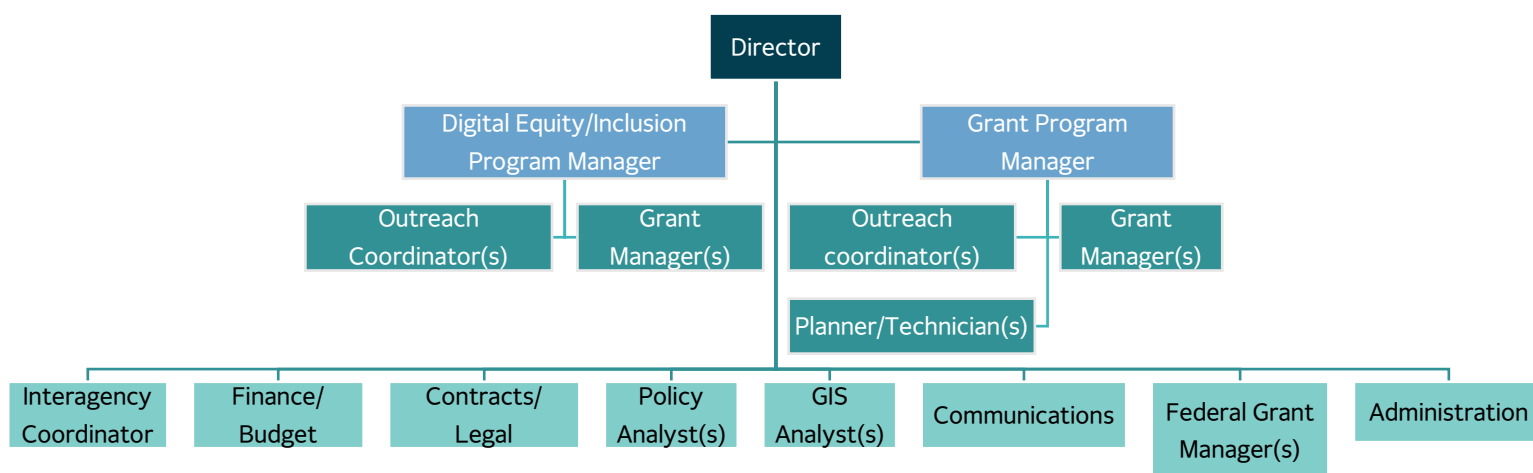 Director
Digital Equity/Inclusion
Program Manager
Grant Program
Manager
Outreach
Coordinator(s)
Grant
Manager(s)
Outreach
coordinator(s)
Grant
Manager(s)
Planner/Technician(s)
Interagency
Coordinator
Finance/
Budget
Contracts/
Legal
Policy
Analyst(s)
GIS
Analyst(s)
Communications
Federal Grant
Manager(s)
Administration